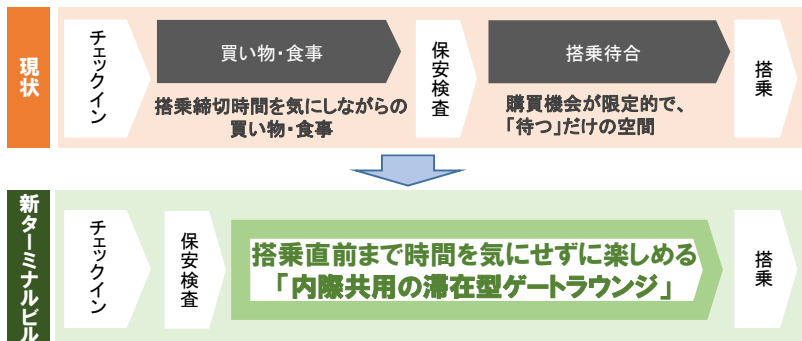 現状
チェックイン
買い物・食事
搭乗締切時間を気にしながらの
買い物・食事
保安検査
搭乗待合
購買機会が限定的で、
「待つ」だけの空間
搭乗
新ターミナルビル
チェックイン
保安検査
搭乗直前まで時間を気にせずに楽しめる
「内際共用の滞在型ゲートラウンジ」
搭乗